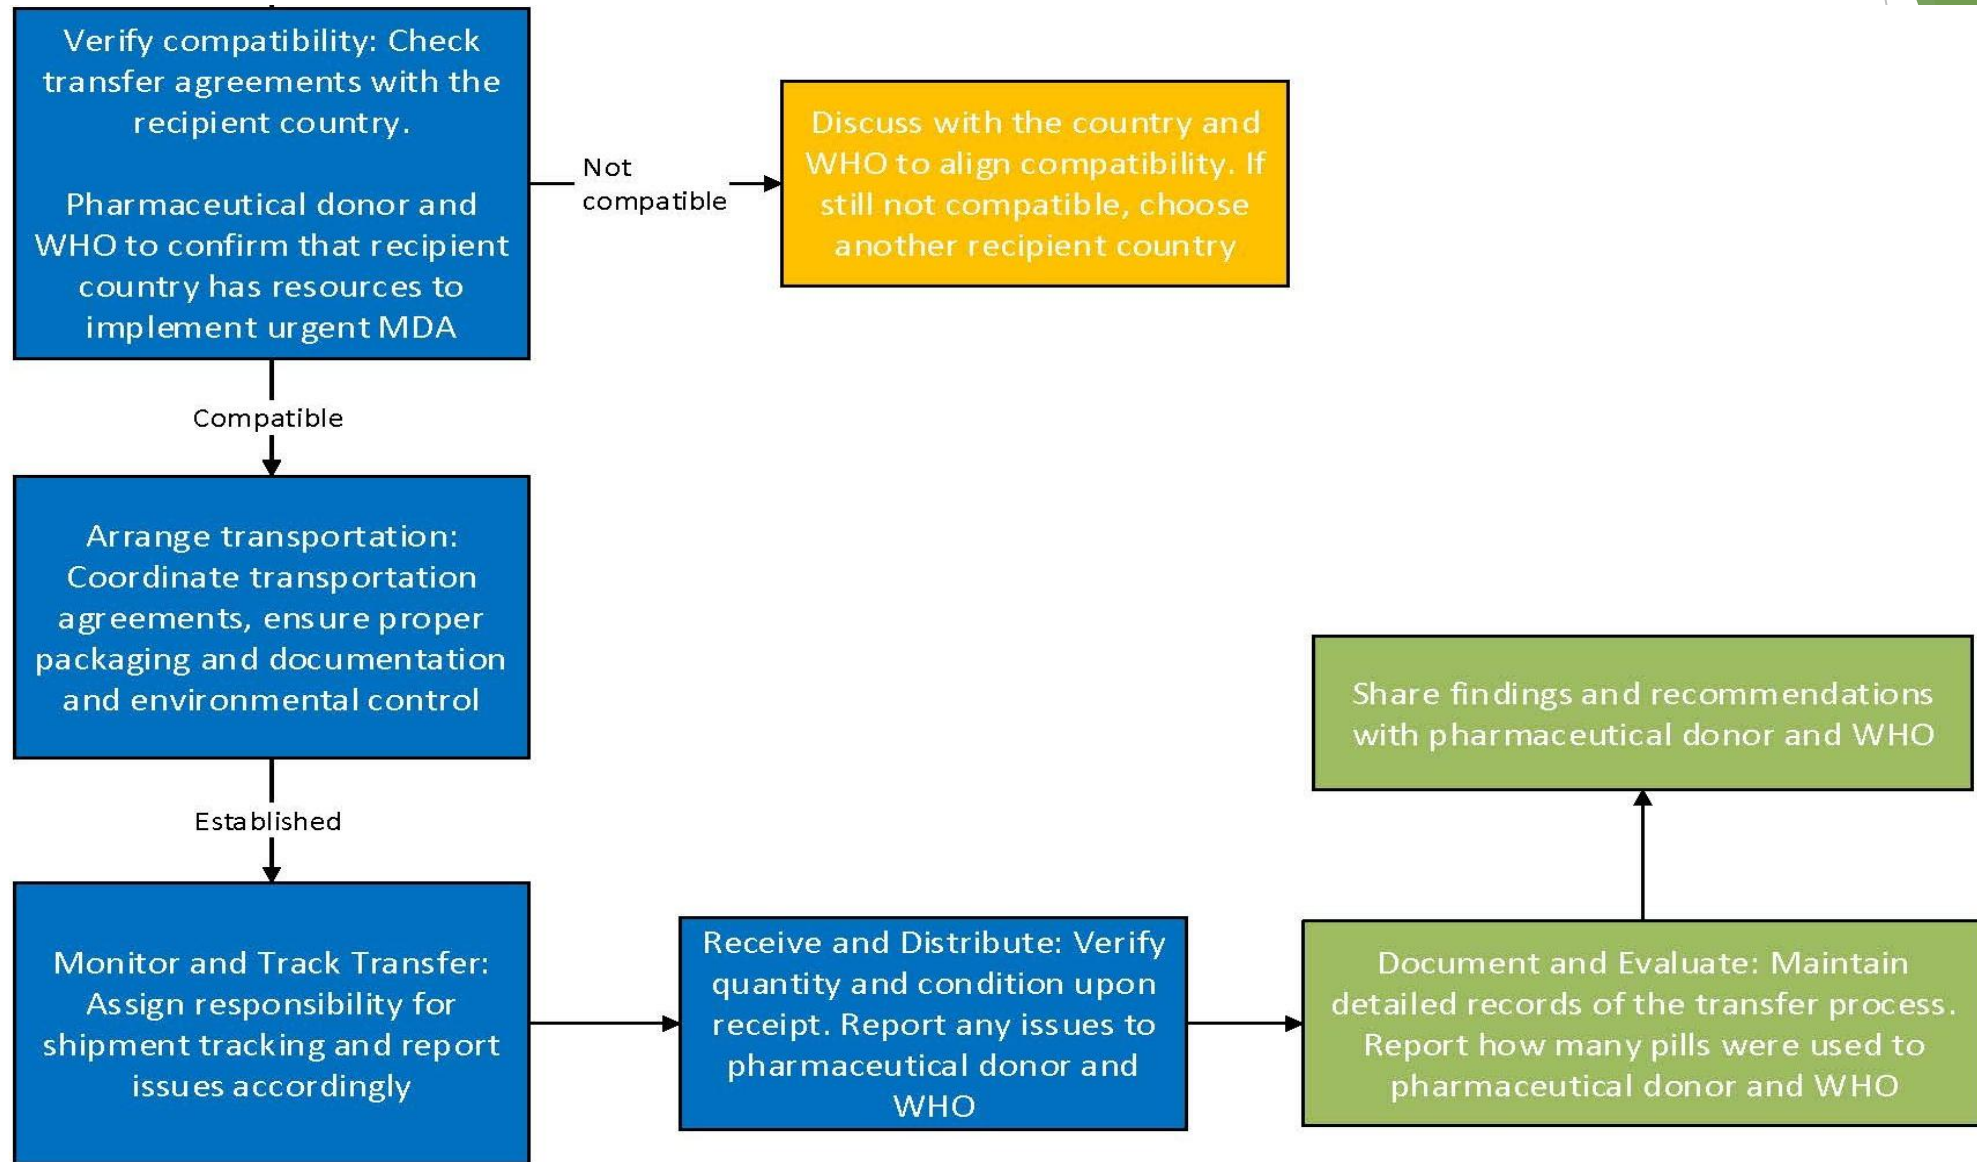 Verify compatibility: Check
transfer agreements with the
recipient country.
Pharmaceutical donor and
WHO to confirm that recipient
country has resources to
implement urgent MDA
Not
compatible
Discuss with the country and
WHO to align compatibility. If
still not compatible, choose
another recipient country
Compatible
Arrange transportation:
Coordinate transportation
agreements, ensure proper
packaging and documentation
and environmental control
Established
Monitor and Track Transfer:
Assign responsibility for
shipment tracking and report
issues accordingly
Receive and Distribute: Verify
quantity and condition upon
receipt. Report any issues to
pharmaceutical donor and
WHO
Document and Evaluate: Maintain
detailed records of the transfer process.
Report how many pills were used to
pharmaceutical donor and WHO
Share findings and recommendations
with pharmaceutical donor and WHO